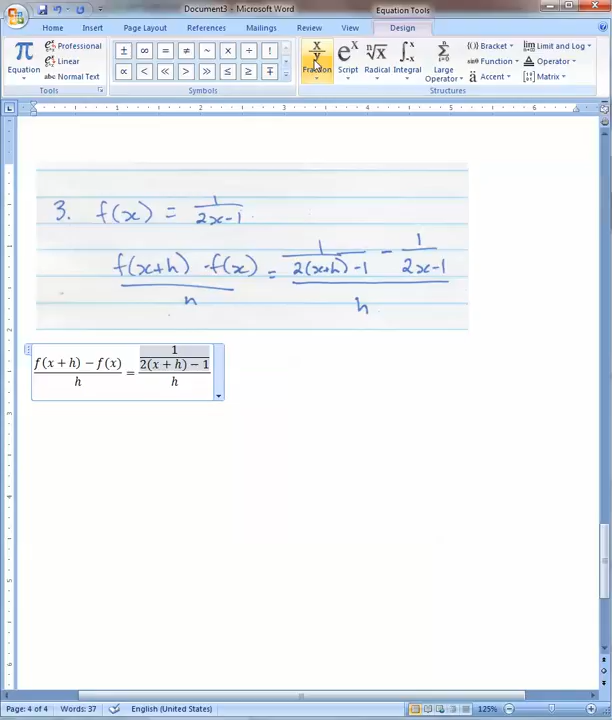 Document3 - Microsoft Word
Equation Tools
Home Insert Page Layout References Mailings Review View Design
π Equation
Professional
Linear
abc Normal Text
Tools
± ∞ = ≠ ~ × ÷ !
∝ < ≪ > ≫ ≤ ≥ ∓
Symbols
Fraction Script Radical Integral Large Operator
Bracket
Function
Accent
Limit and Log
Operator
Matrix
Structures
3. f(x) = 1/(2x-1)
(f(x+h) - f(x))/h = (1/(2(x+h)-1) - 1/(2x-1))/h
(f(x + h) − f(x))/h = (1/(2(x + h) − 1))/h
Page: 4 of 4 Words: 37 English (United States) 125%